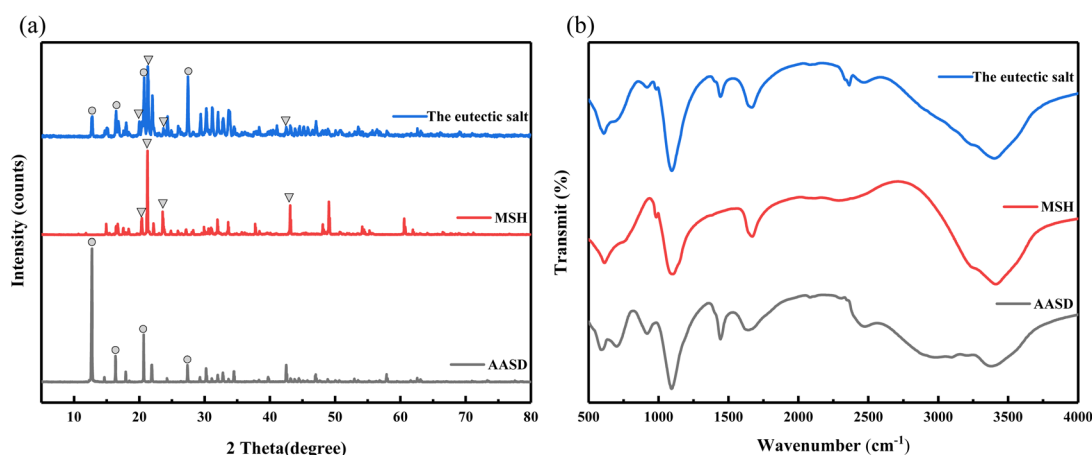 (a)
The eutectic salt
MSH
AASD
Intensity (counts)
10 20 30 40 50 60 70 80
2 Theta(degree)
(b)
The eutectic salt
MSH
AASD
Transmit (%)
500 1000 1500 2000 2500 3000 3500 4000
Wavenumber (cm⁻¹)